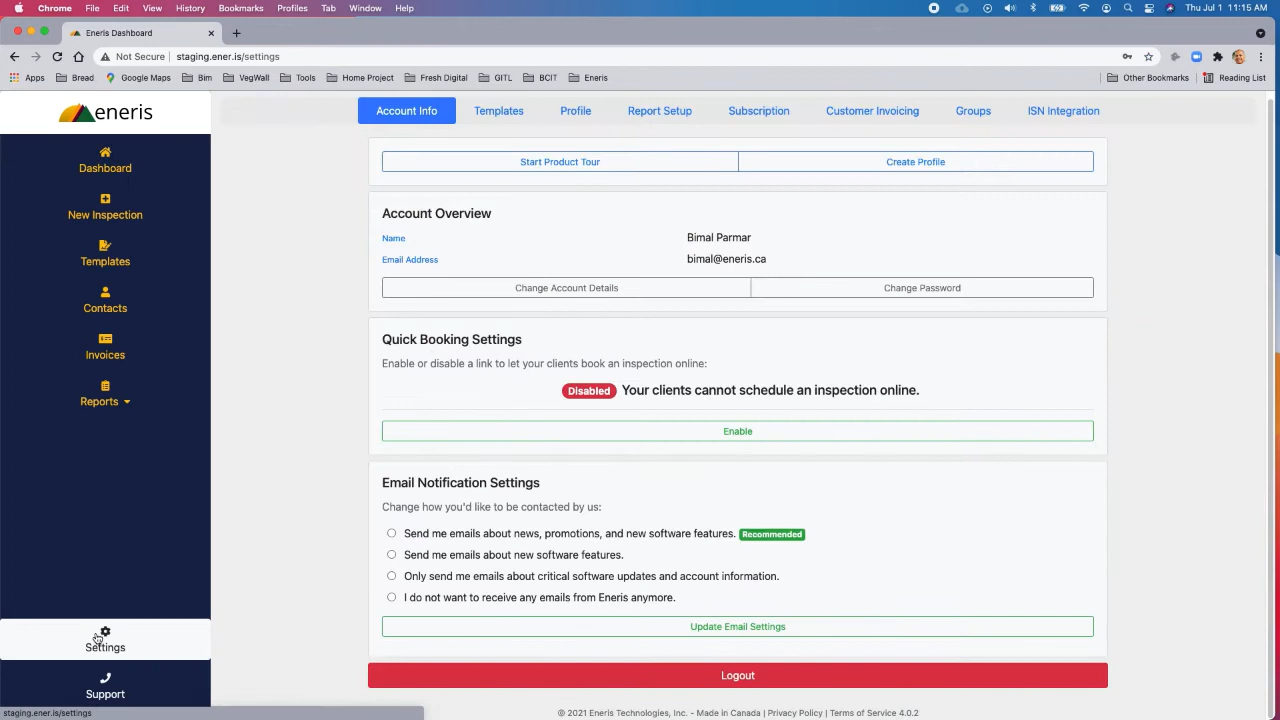 Chrome File Edit View History Bookmarks Profiles Tab Window Help Thu Jul 1 11:15 AM
Eneris Dashboard
Not Secure | staging.ener.is/settings
Apps Bread Google Maps Bim VegWall Tools Home Project Fresh Digital GITL BCIT Eneris Other Bookmarks Reading List
eneris
Account Info Templates Profile Report Setup Subscription Customer Invoicing Groups ISN Integration
Dashboard
New Inspection
Templates
Contacts
Invoices
Reports
Settings
Support
Start Product Tour Create Profile
Account Overview
Name Bimal Parmar
Email Address bimal@eneris.ca
Change Account Details Change Password
Quick Booking Settings
Enable or disable a link to let your clients book an inspection online:
Disabled Your clients cannot schedule an inspection online.
Enable
Email Notification Settings
Change how you'd like to be contacted by us:
Send me emails about news, promotions, and new software features. Recommended
Send me emails about new software features.
Only send me emails about critical software updates and account information.
I do not want to receive any emails from Eneris anymore.
Update Email Settings
Logout
staging.ener.is/settings
© 2021 Eneris Technologies, Inc. - Made in Canada | Privacy Policy | Terms of Service 4.0.2